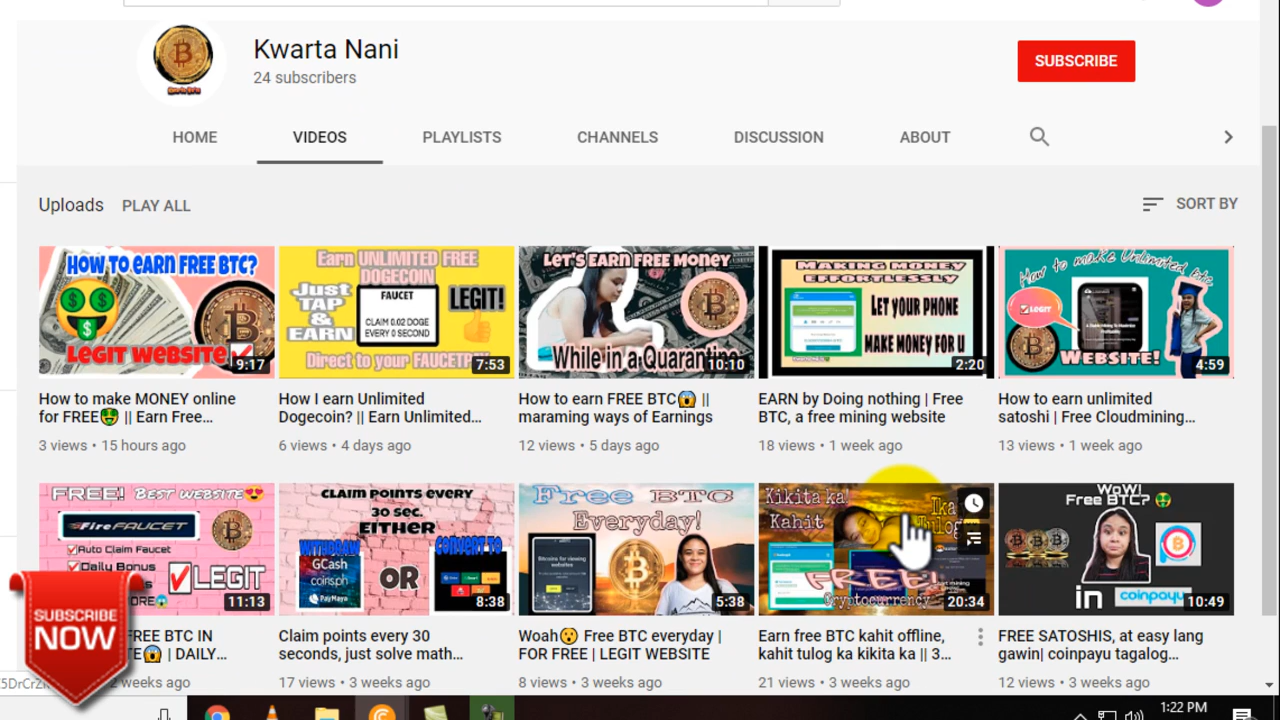 Kwarta Nani
24 subscribers
SUBSCRIBE
HOME VIDEOS PLAYLISTS CHANNELS DISCUSSION ABOUT
Uploads PLAY ALL SORT BY
HOW TO EARN FREE BTC?
LEGIT WEBSITE
9:17
Earn UNLIMITED FREE
DOGECOIN
Just
TAP
&
EARN
FAUCET
CLAIM 0.02 DOGE
EVERY 0 SECOND
LEGIT!
Direct to your FAUCETP
7:53
LET'S EARN FREE MONEY
While in a Quarantine
10:10
MAKING MONEY
EFFORTLESSLY
LET YOUR PHONE
MAKE MONEY FOR U
2:20
How to make Unlimited btc
LEGIT
WEBSITE!
4:59
How to make MONEY online
for FREE🤑 || Earn Free...
3 views • 15 hours ago
How I earn Unlimited
Dogecoin? || Earn Unlimited...
6 views • 4 days ago
How to earn FREE BTC😱 ||
maraming ways of Earnings
12 views • 5 days ago
EARN by Doing nothing | Free
BTC, a free mining website
18 views • 1 week ago
How to earn unlimited
satoshi | Free Cloudmining...
13 views • 1 week ago
FREE! BEST WEBSITE😍
FireFAUCET
Auto Claim Faucet
Daily Bonus
LEGIT
11:13
CLAIM POINTS EVERY
30 SEC.
EITHER
WITHDRAW
GCash
coinsph
PayMaya
OR
CONVERT TO
8:38
Free BTC
Everyday!
Bitcoins for viewing
websites
5:38
Kikita ka!
Kahit
Ika
Tulog
FREE!
Cryptocurrency
20:34
WoW!
Free BTC? 🤑
in coinpayu
10:49
SUBSCRIBE
NOW
FREE BTC IN
| DAILY...
2 weeks ago
Claim points every 30
seconds, just solve math...
17 views • 3 weeks ago
Woah😮 Free BTC everyday |
FOR FREE | LEGIT WEBSITE
8 views • 3 weeks ago
Earn free BTC kahit offline,
kahit tulog ka kikita ka || 3...
21 views • 3 weeks ago
FREE SATOSHIS, at easy lang
gawin| coinpayu tagalog...
12 views • 3 weeks ago
1:22 PM